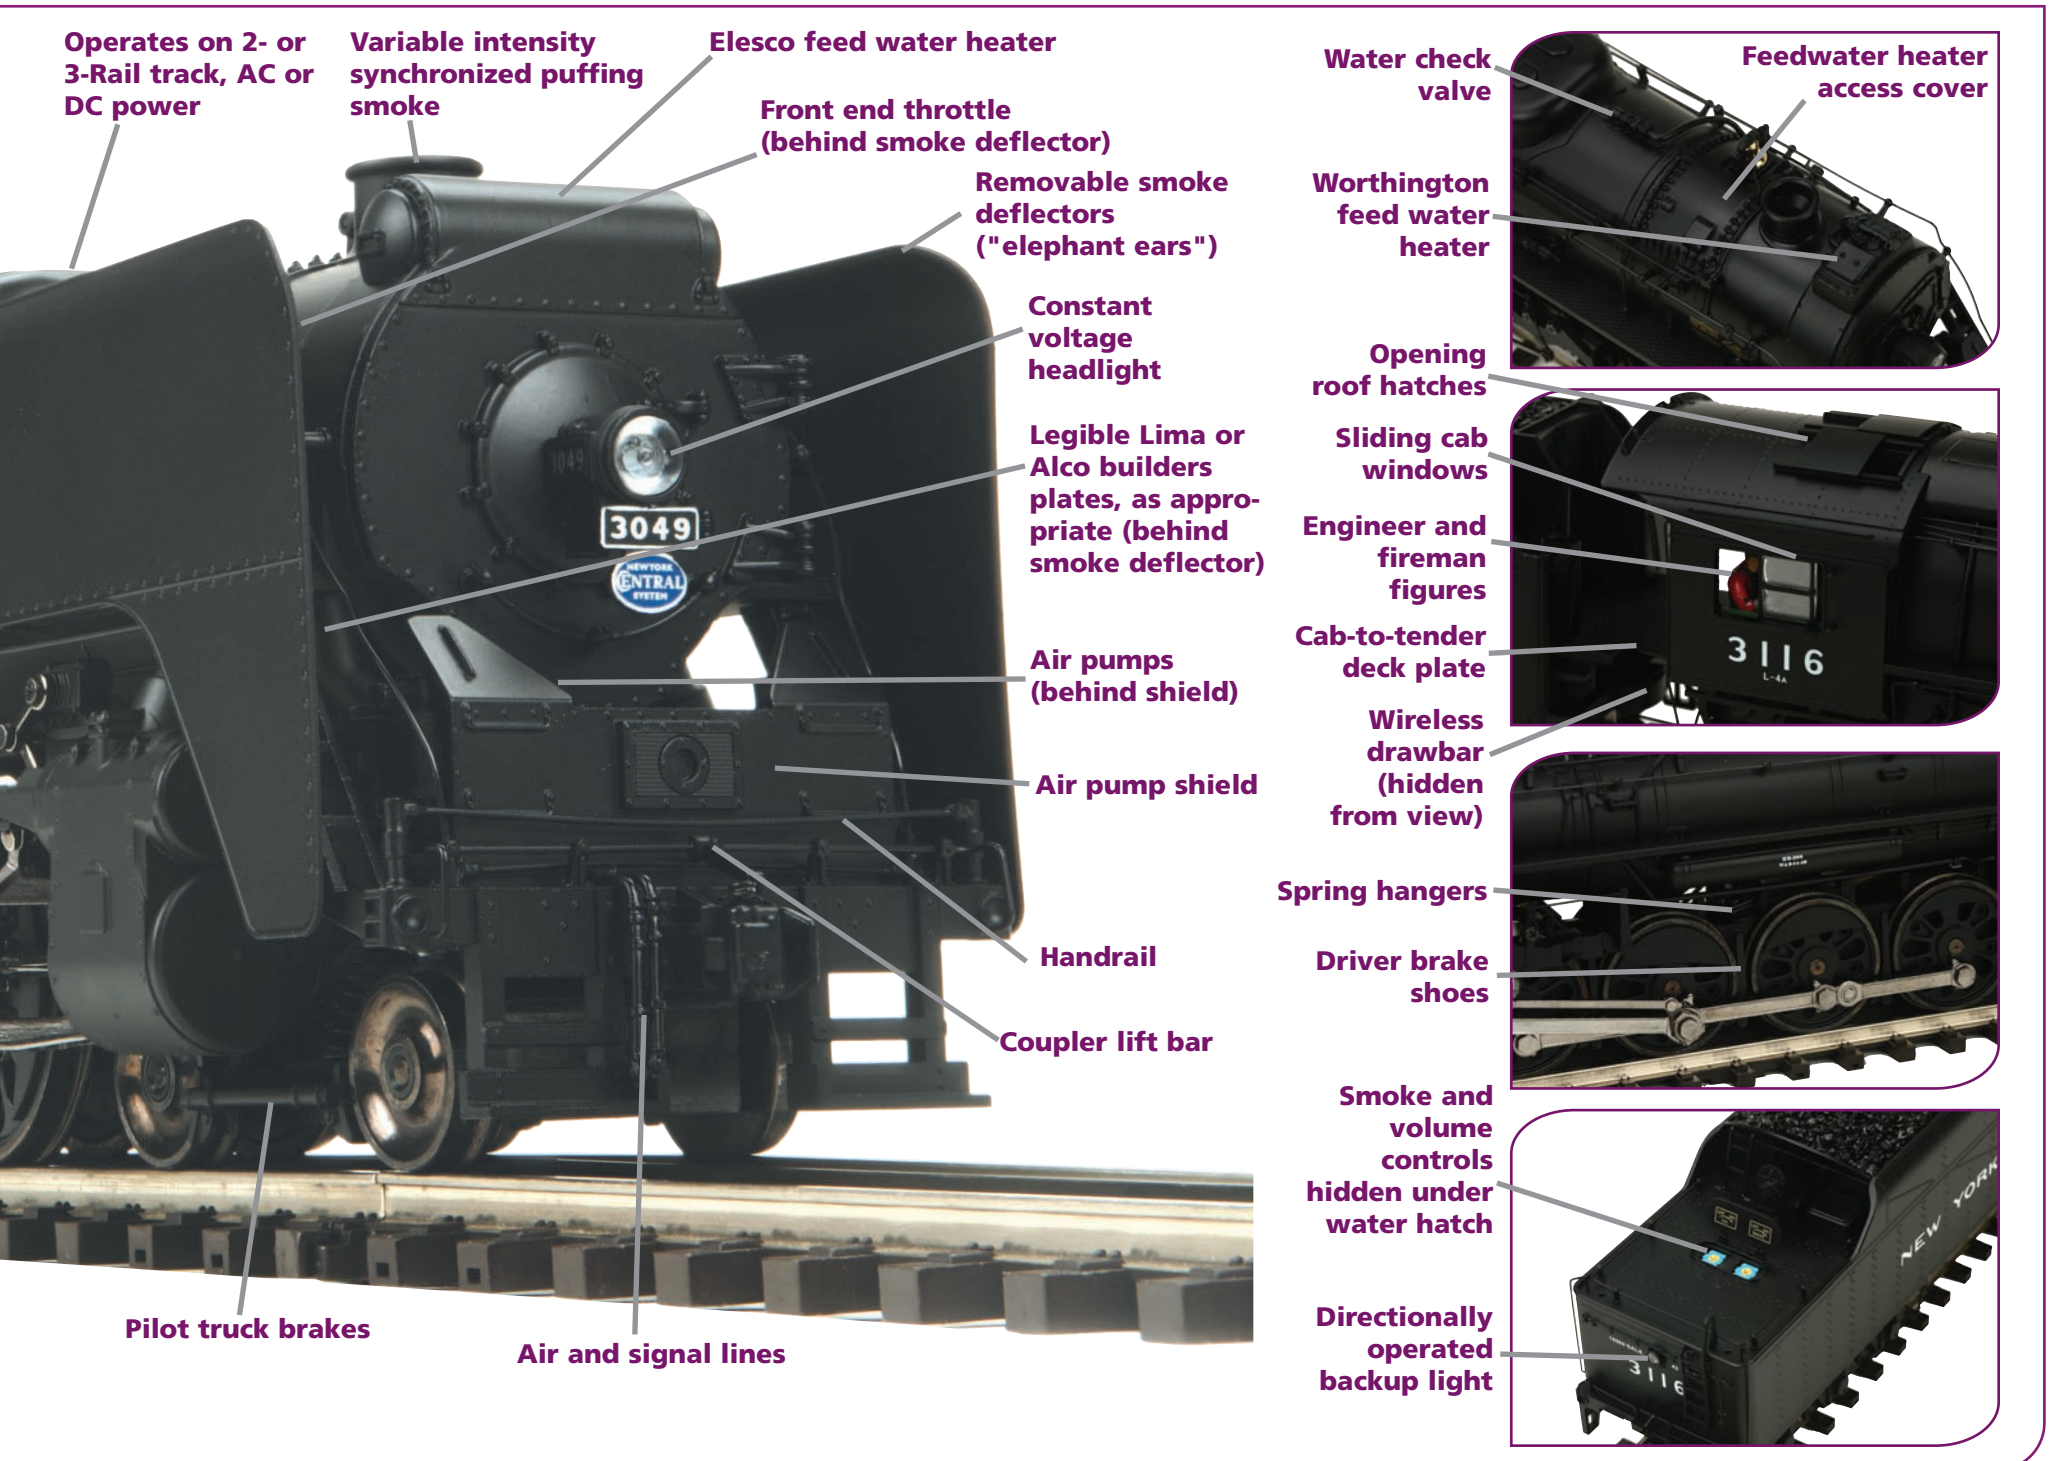 Operates on 2- or
3-Rail track, AC or
DC power
Variable intensity
synchronized puffing
smoke
Elesco feed water heater
Front end throttle
(behind smoke deflector)
Removable smoke
deflectors
("elephant ears")
Constant
voltage
headlight
Legible Lima or
Alco builders
plates, as appro-
priate (behind
smoke deflector)
Air pumps
(behind shield)
Air pump shield
Handrail
Coupler lift bar
Pilot truck brakes
Air and signal lines
3049
3049
NEW YORK
CENTRAL
SYSTEM
Water check
valve
Feedwater heater
access cover
Worthington
feed water
heater
Opening
roof hatches
Sliding cab
windows
Engineer and
fireman
figures
Cab-to-tender
deck plate
Wireless
drawbar
(hidden
from view)
3116
L-4A
Spring hangers
Driver brake
shoes
Smoke and
volume
controls
hidden under
water hatch
Directionally
operated
backup light
NEW YORK
3116